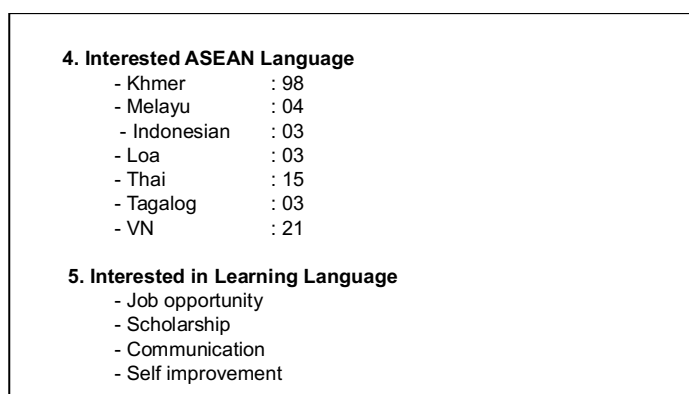 4. Interested ASEAN Language
- Khmer : 98
- Melayu : 04
- Indonesian : 03
- Loa : 03
- Thai : 15
- Tagalog : 03
- VN : 21
5. Interested in Learning Language
- Job opportunity
- Scholarship
- Communication
- Self improvement